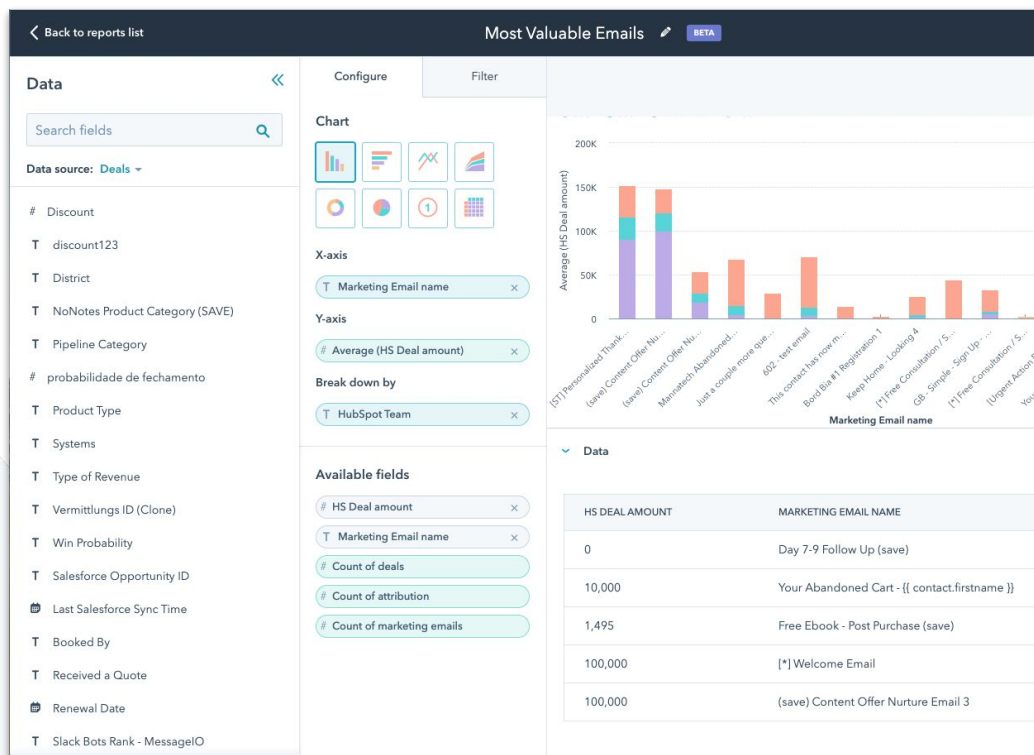 Back to reports list
Most Valuable Emails
BETA
Data
Search fields
Data source: Deals
# Discount
T discount123
T District
T NoNotes Product Category (SAVE)
T Pipeline Category
# probabilidade de fechamento
T Product Type
T Systems
T Type of Revenue
T Vermittlungs ID (Clone)
T Win Probability
T Salesforce Opportunity ID
Last Salesforce Sync Time
T Booked By
T Received a Quote
Renewal Date
T Slack Bots Rank - MessageIO
Configure
Filter
Chart
1
X-axis
T Marketing Email name ×
Y-axis
# Average (HS Deal amount) ×
Break down by
T HubSpot Team ×
Available fields
# HS Deal amount ×
T Marketing Email name ×
# Count of deals
# Count of attribution
# Count of marketing emails
Average (HS Deal amount)
200K
150K
100K
50K
0
[ST] Personalized Thank...
(save) Content Offer Nu...
(save) Content Offer Nu...
Mannatech Abandoned...
Just a couple more que...
602 - test email
This contact has now m...
Bord Bia #1 Registration 1
Keep Home - Looking 4
[*] Free Consultation / S...
GB - Simple - Sign Up - ...
[*] Free Consultation / S...
[Urgent Action
Marketing Email name
Data
HS DEAL AMOUNT MARKETING EMAIL NAME
0 Day 7-9 Follow Up (save)
10,000 Your Abandoned Cart - {{ contact.firstname }}
1,495 Free Ebook - Post Purchase (save)
100,000 [*] Welcome Email
100,000 (save) Content Offer Nurture Email 3